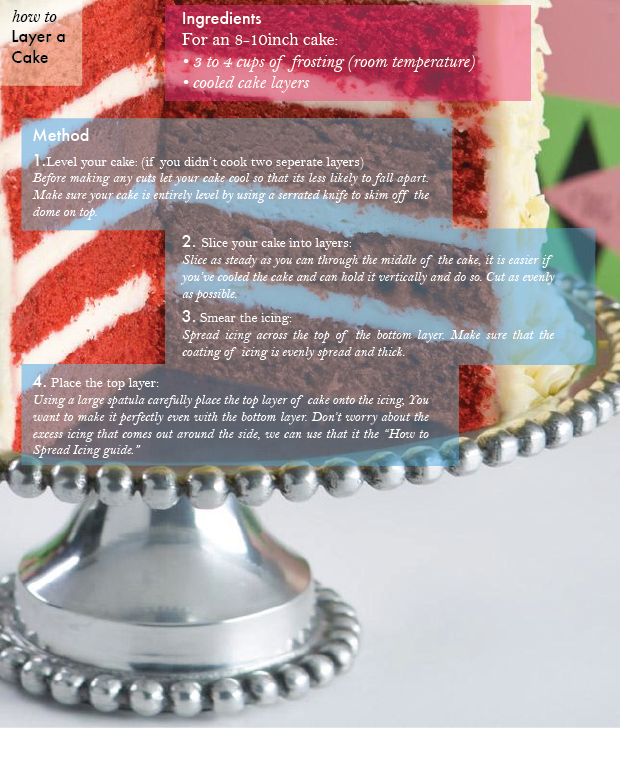 how to
Layer a
Cake
Ingredients
For an 8-10inch cake:
• 3 to 4 cups of frosting (room temperature)
• cooled cake layers
Method
1.Level your cake: (if you didn't cook two seperate layers)
Before making any cuts let your cake cool so that its less likely to fall apart.
Make sure your cake is entirely level by using a serrated knife to skim off the
dome on top.
2. Slice your cake into layers:
Slice as steady as you can through the middle of the cake, it is easier if
you've cooled the cake and can hold it vertically and do so. Cut as evenly
as possible.
3. Smear the icing:
Spread icing across the top of the bottom layer. Make sure that the
coating of icing is evenly spread and thick.
4. Place the top layer:
Using a large spatula carefully place the top layer of cake onto the icing; You
want to make it perfectly even with the bottom layer. Don't worry about the
excess icing that comes out around the side, we can use that it the "How to
Spread Icing guide."